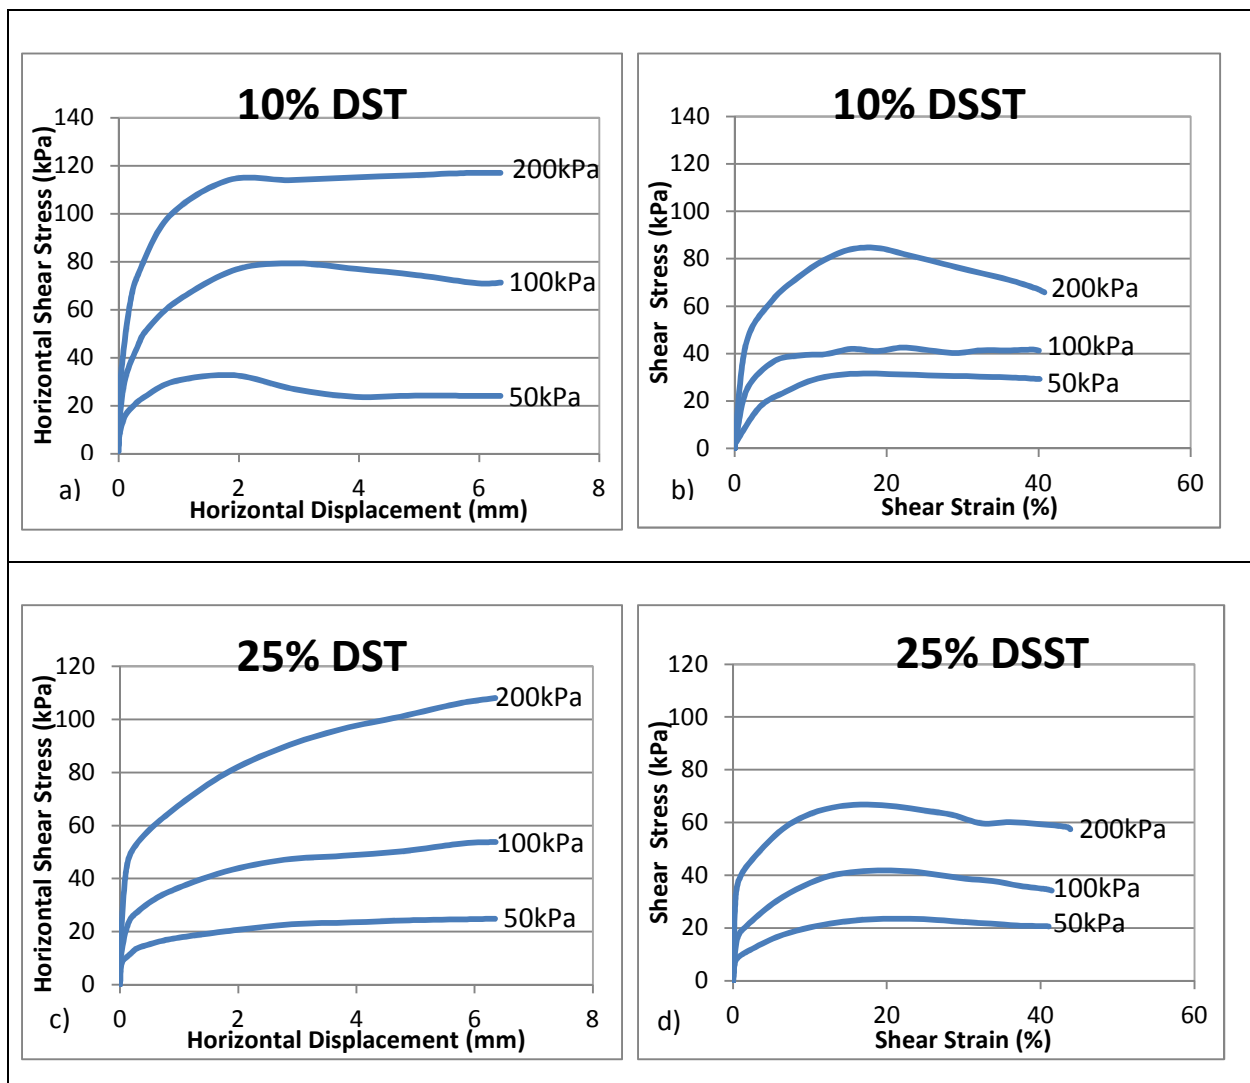 10% DST
Horizontal Shear Stress (kPa)
140
120
100
80
60
40
20
0
200kPa
100kPa
50kPa
0 2 4 6 8
Horizontal Displacement (mm)
a)
10% DSST
Shear Stress (kPa)
140
120
100
80
60
40
20
0
200kPa
100kPa
50kPa
0 20 40 60
Shear Strain (%)
b)
25% DST
Horizontal Shear Stress (kPa)
120
100
80
60
40
20
0
200kPa
100kPa
50kPa
0 2 4 6 8
Horizontal Displacement (mm)
c)
25% DSST
Shear Stress (kPa)
120
100
80
60
40
20
0
200kPa
100kPa
50kPa
0 20 40 60
Shear Strain (%)
d)